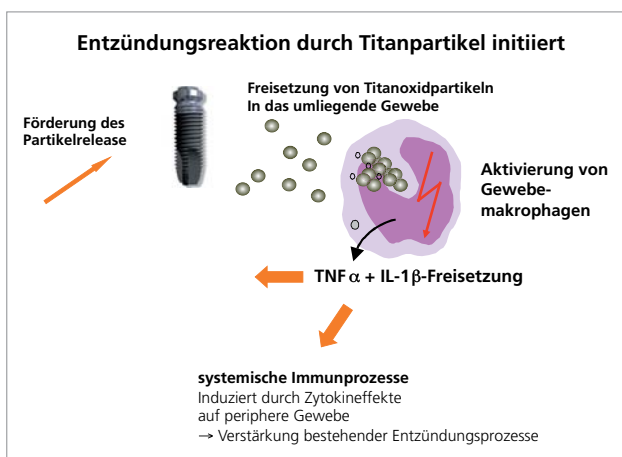 Entzündungsreaktion durch Titanpartikel initiiert
Freisetzung von Titanoxidpartikeln
In das umliegende Gewebe
Förderung des
Partikelrelease
Aktivierung von
Gewebe-
makrophagen
TNF α + IL-1β-Freisetzung
systemische Immunprozesse
Induziert durch Zytokineffekte
auf periphere Gewebe
→ Verstärkung bestehender Entzündungsprozesse